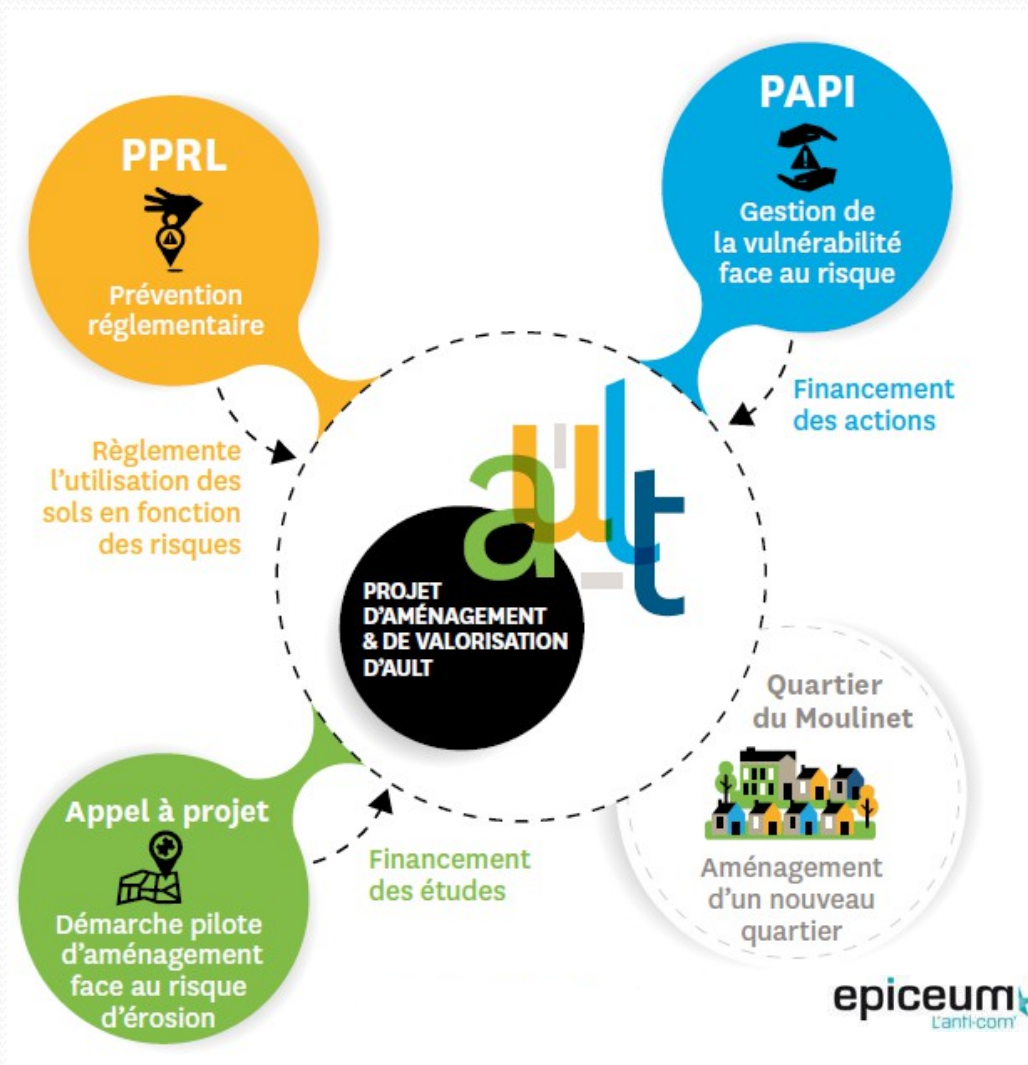 PPRL
Prévention
réglementaire
PAPI
Gestion de
la vulnérabilité
face au risque
Règlemente
l'utilisation des
sols en fonction
des risques
Financement
des actions
ault
PROJET
D'AMÉNAGEMENT
& DE VALORISATION
D'AULT
Quartier
du Moulinet
Aménagement
d'un nouveau
quartier
Appel à projet
Démarche pilote
d'aménagement
face au risque
d'érosion
Financement
des études
epiceum
L'anti-com'